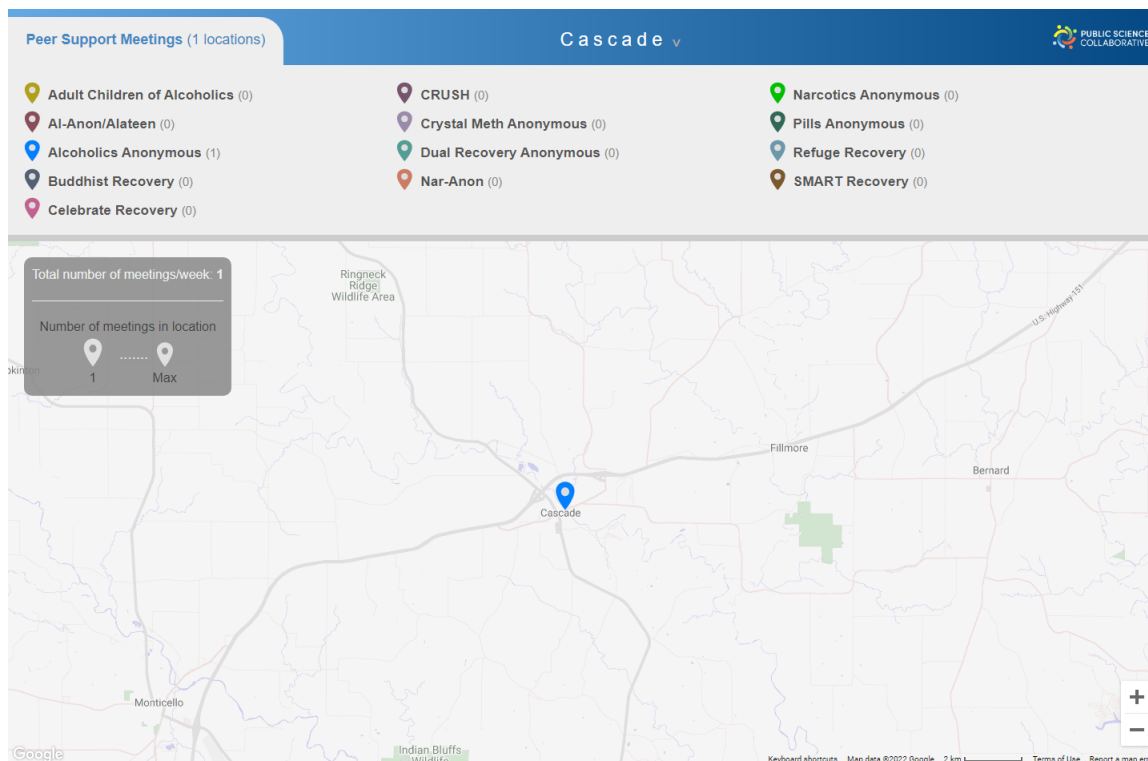 Peer Support Meetings (1 locations)
Cascade v
PUBLIC SCIENCE
COLLABORATIVE
Adult Children of Alcoholics (0)
Al-Anon/Alateen (0)
Alcoholics Anonymous (1)
Buddhist Recovery (0)
Celebrate Recovery (0)
CRUSH (0)
Crystal Meth Anonymous (0)
Dual Recovery Anonymous (0)
Nar-Anon (0)
Narcotics Anonymous (0)
Pills Anonymous (0)
Refuge Recovery (0)
SMART Recovery (0)
Total number of meetings/week: 1
Number of meetings in location
1 ....... Max
Ringneck
Ridge
Wildlife Area
U.S. Highway 151
Fillmore
Bernard
Cascade
Monticello
Indian Bluffs
Wildlife
Google
Keyboard shortcuts Map data ©2022 Google 2 km Terms of Use Report a map